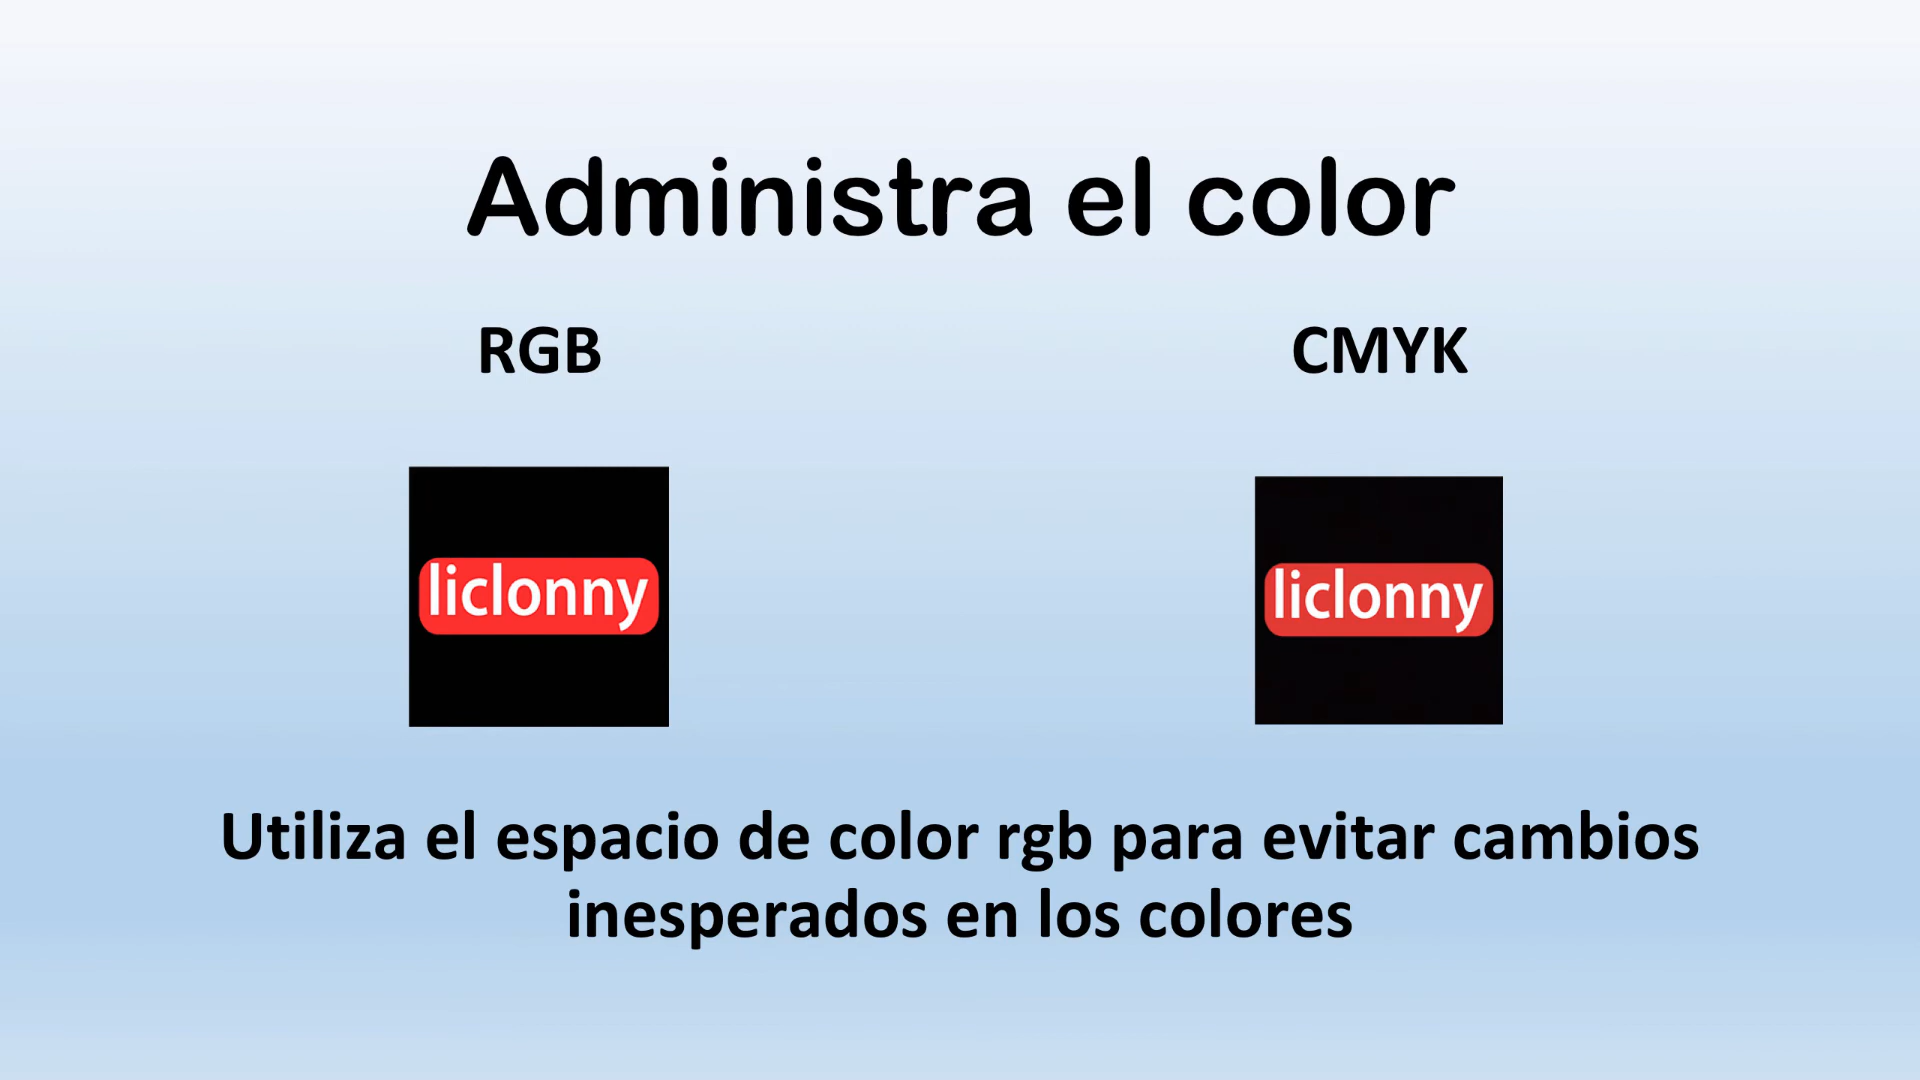 Administra el color
RGB
CMYK
liclonny
liclonny
Utiliza el espacio de color rgb para evitar cambios
inesperados en los colores